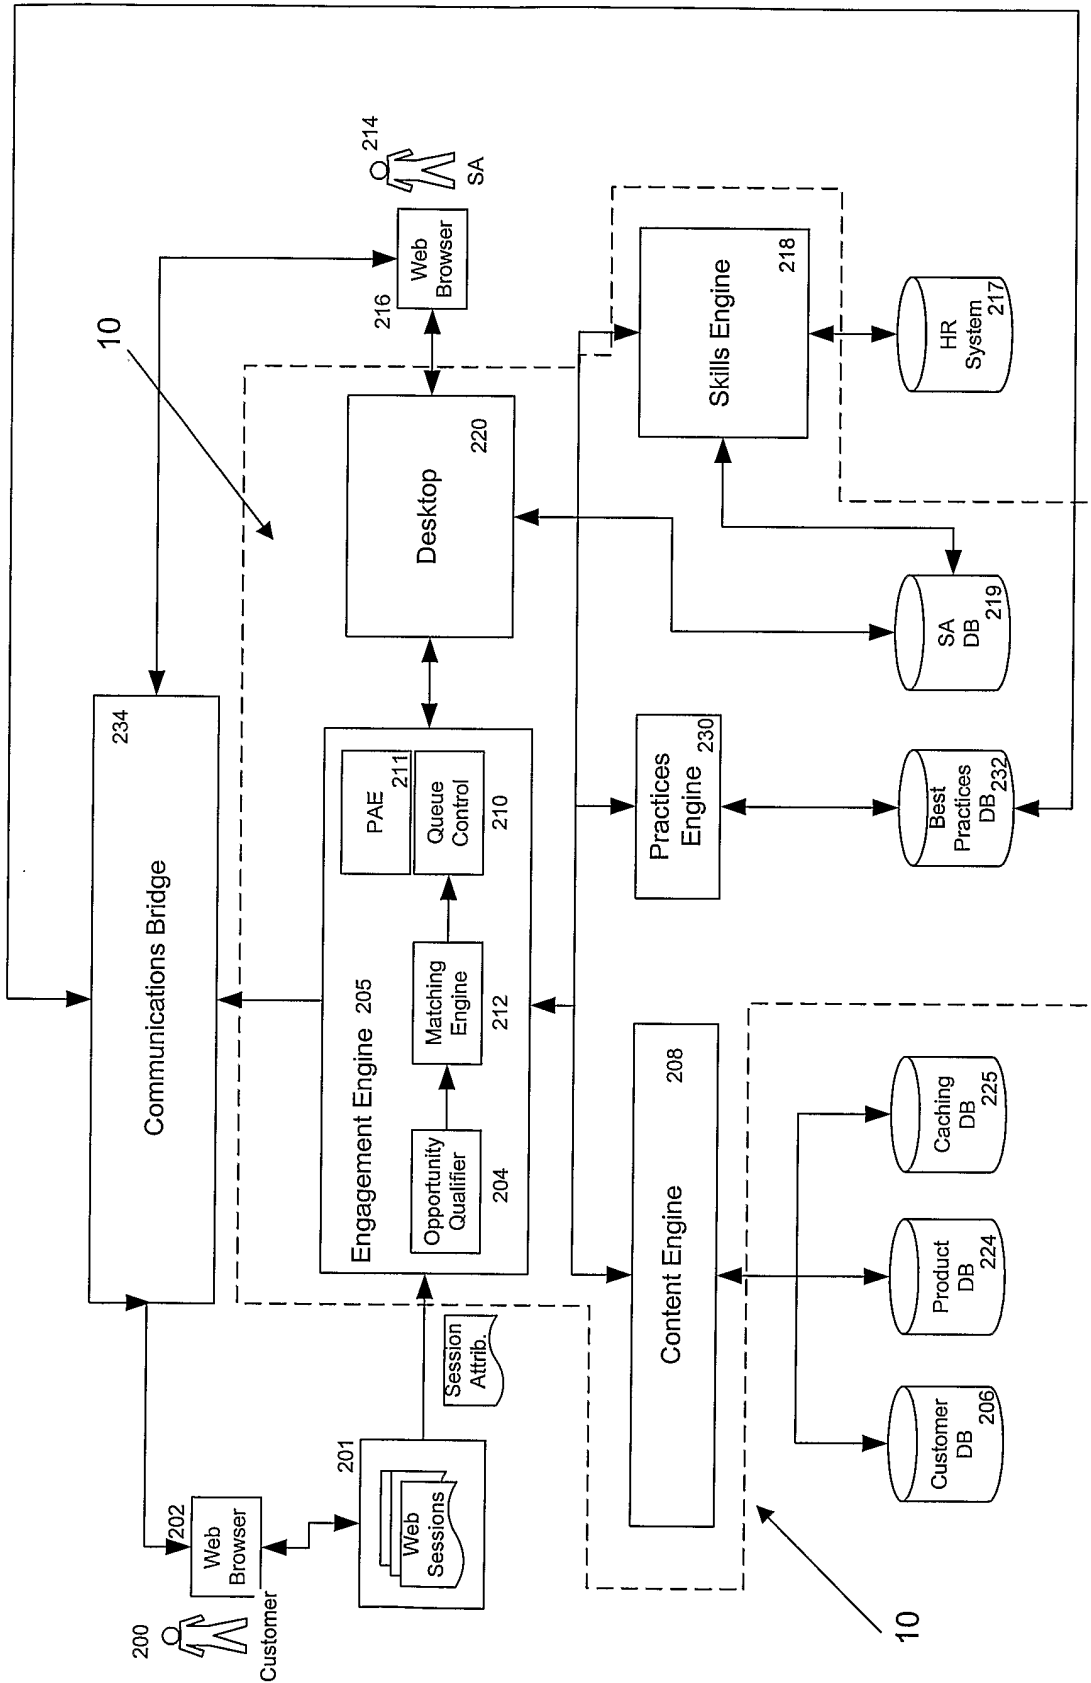 200
Customer
202
Web
Browser
201
Web
Sessions
Session
Attrib.
Communications Bridge
234
10
Engagement Engine 205
Opportunity
Qualifier
204
Matching
Engine
212
PAE
211
Queue
Control
210
Desktop
220
216
Web
Browser
214
SA
Content Engine
208
Practices
Engine
230
Skills Engine
218
Customer
DB
206
Product
DB
224
Caching
DB
225
Best
Practices
DB
232
SA
DB
219
HR
System
217
10